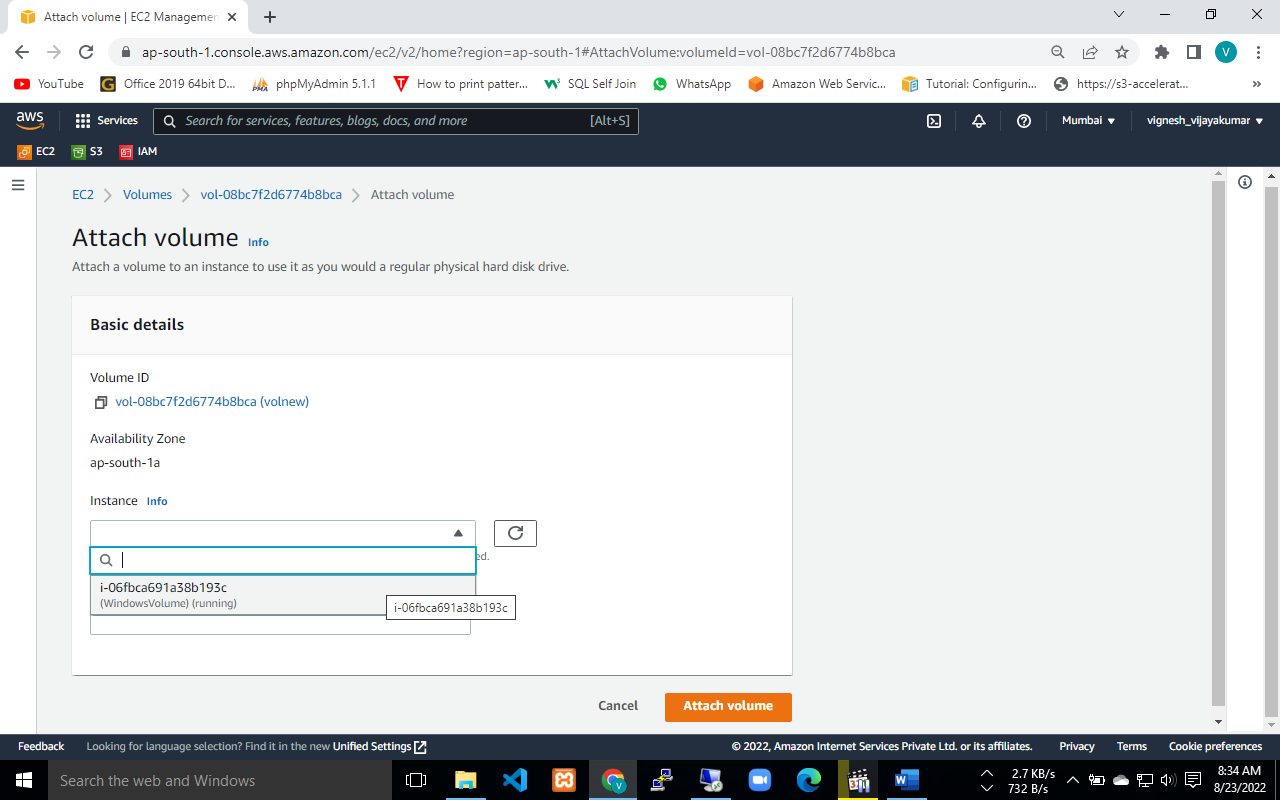 Attach volume | EC2 Managemen
ap-south-1.console.aws.amazon.com/ec2/v2/home?region=ap-south-1#AttachVolume:volumeId=vol-08bc7f2d6774b8bca
V
YouTube
Office 2019 64bit D...
phpMyAdmin 5.1.1
How to print patter...
SQL Self Join
WhatsApp
Amazon Web Servic...
Tutorial: Configurin...
https://s3-accelerat...
»
aws
Services
Search for services, features, blogs, docs, and more
[Alt+S]
Mumbai
vignesh_vijayakumar
EC2
S3
IAM
EC2
Volumes
vol-08bc7f2d6774b8bca
Attach volume
Attach volume Info
Attach a volume to an instance to use it as you would a regular physical hard disk drive.
Basic details
Volume ID
vol-08bc7f2d6774b8bca (volnew)
Availability Zone
ap-south-1a
Instance Info
ed.
i-06fbca691a38b193c
(WindowsVolume) (running)
i-06fbca691a38b193c
Cancel
Attach volume
Feedback
Looking for language selection? Find it in the new Unified Settings
© 2022, Amazon Internet Services Private Ltd. or its affiliates.
Privacy
Terms
Cookie preferences
Search the web and Windows
2.7 KB/s
732 B/s
8:34 AM
8/23/2022